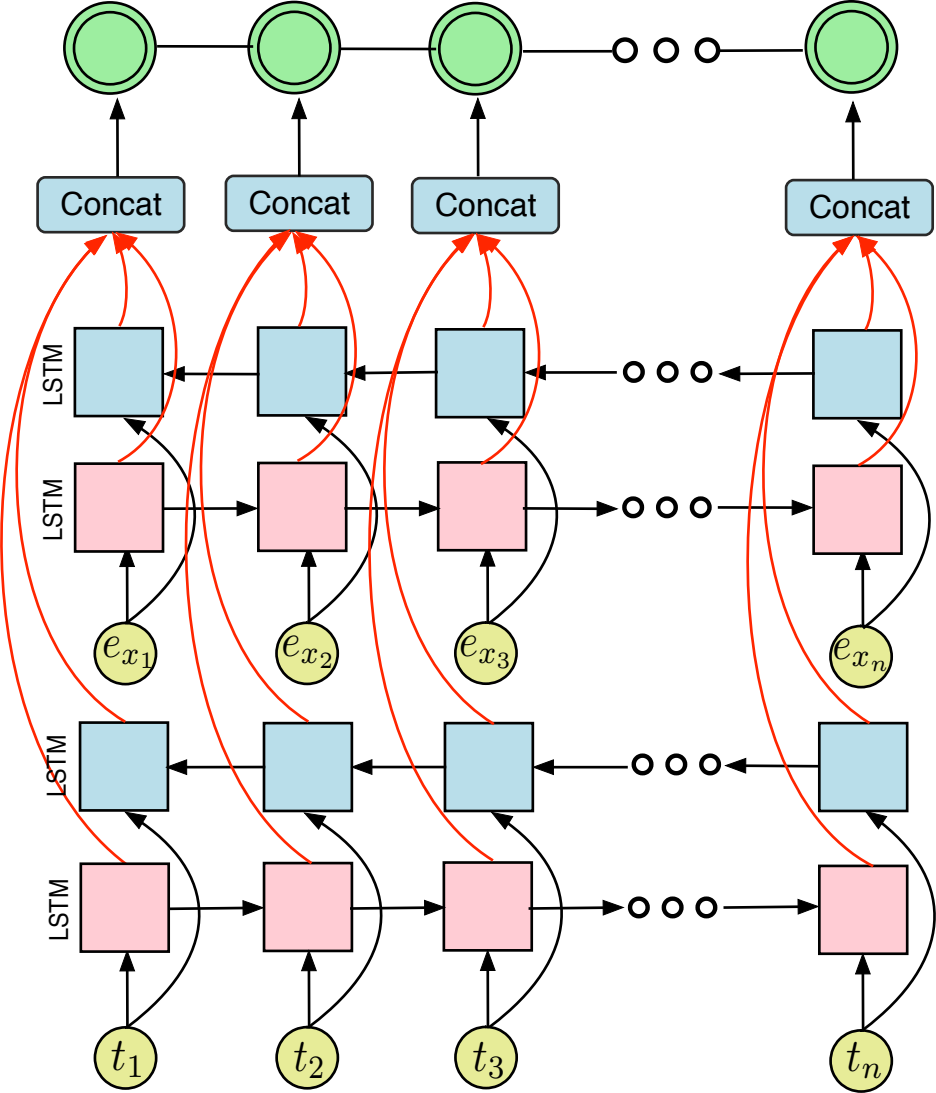 Concat Concat Concat Concat
LSTM
LSTM
e_{x_1} e_{x_2} e_{x_3} e_{x_n}
LSTM
LSTM
t_1 t_2 t_3 t_n